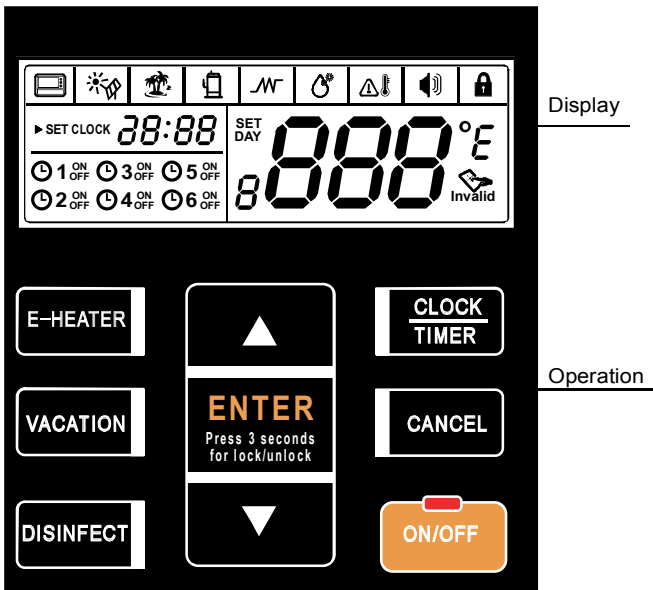 Display
SET CLOCK 88:88
SET
DAY
8
888
°E
Invalid
1 ON OFF 3 ON OFF 5 ON OFF
2 ON OFF 4 ON OFF 6 ON OFF
E-HEATER
CLOCK
TIMER
Operation
VACATION
ENTER
Press 3 seconds
for lock/unlock
CANCEL
DISINFECT
ON/OFF